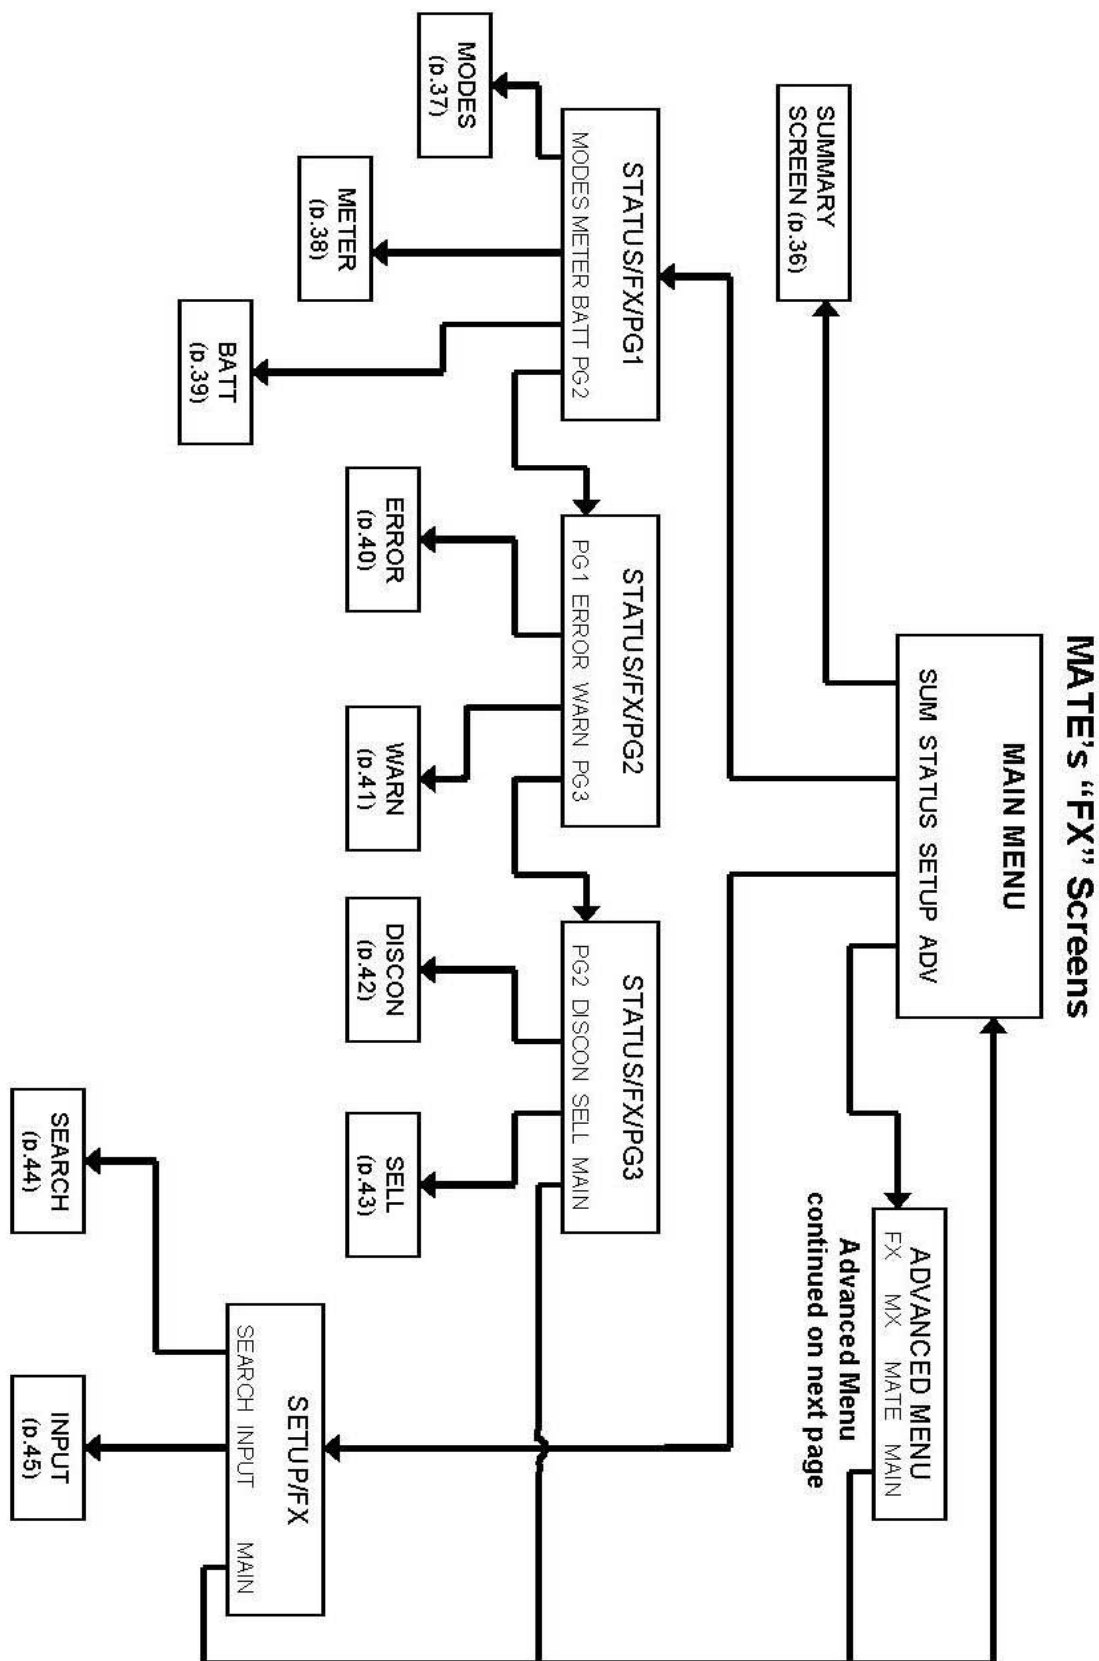 MATE's “FX” Screens
MAIN MENU
SUM STATUS SETUP ADV
SUMMARY
SCREEN (p.36)
ADVANCED MENU
FX MX MATE MAIN
Advanced Menu
continued on next page
STATUS/FX/PG1
MODES METER BATT PG2
STATUS/FX/PG2
PG1 ERROR WARN PG3
STATUS/FX/PG3
PG2 DISCON SELL MAIN
MODES
(p.37)
METER
(p.38)
BATT
(p.39)
ERROR
(p.40)
WARN
(p.41)
DISCON
(p.42)
SELL
(p.43)
SETUP/FX
SEARCH INPUT MAIN
SEARCH
(p.44)
INPUT
(p.45)